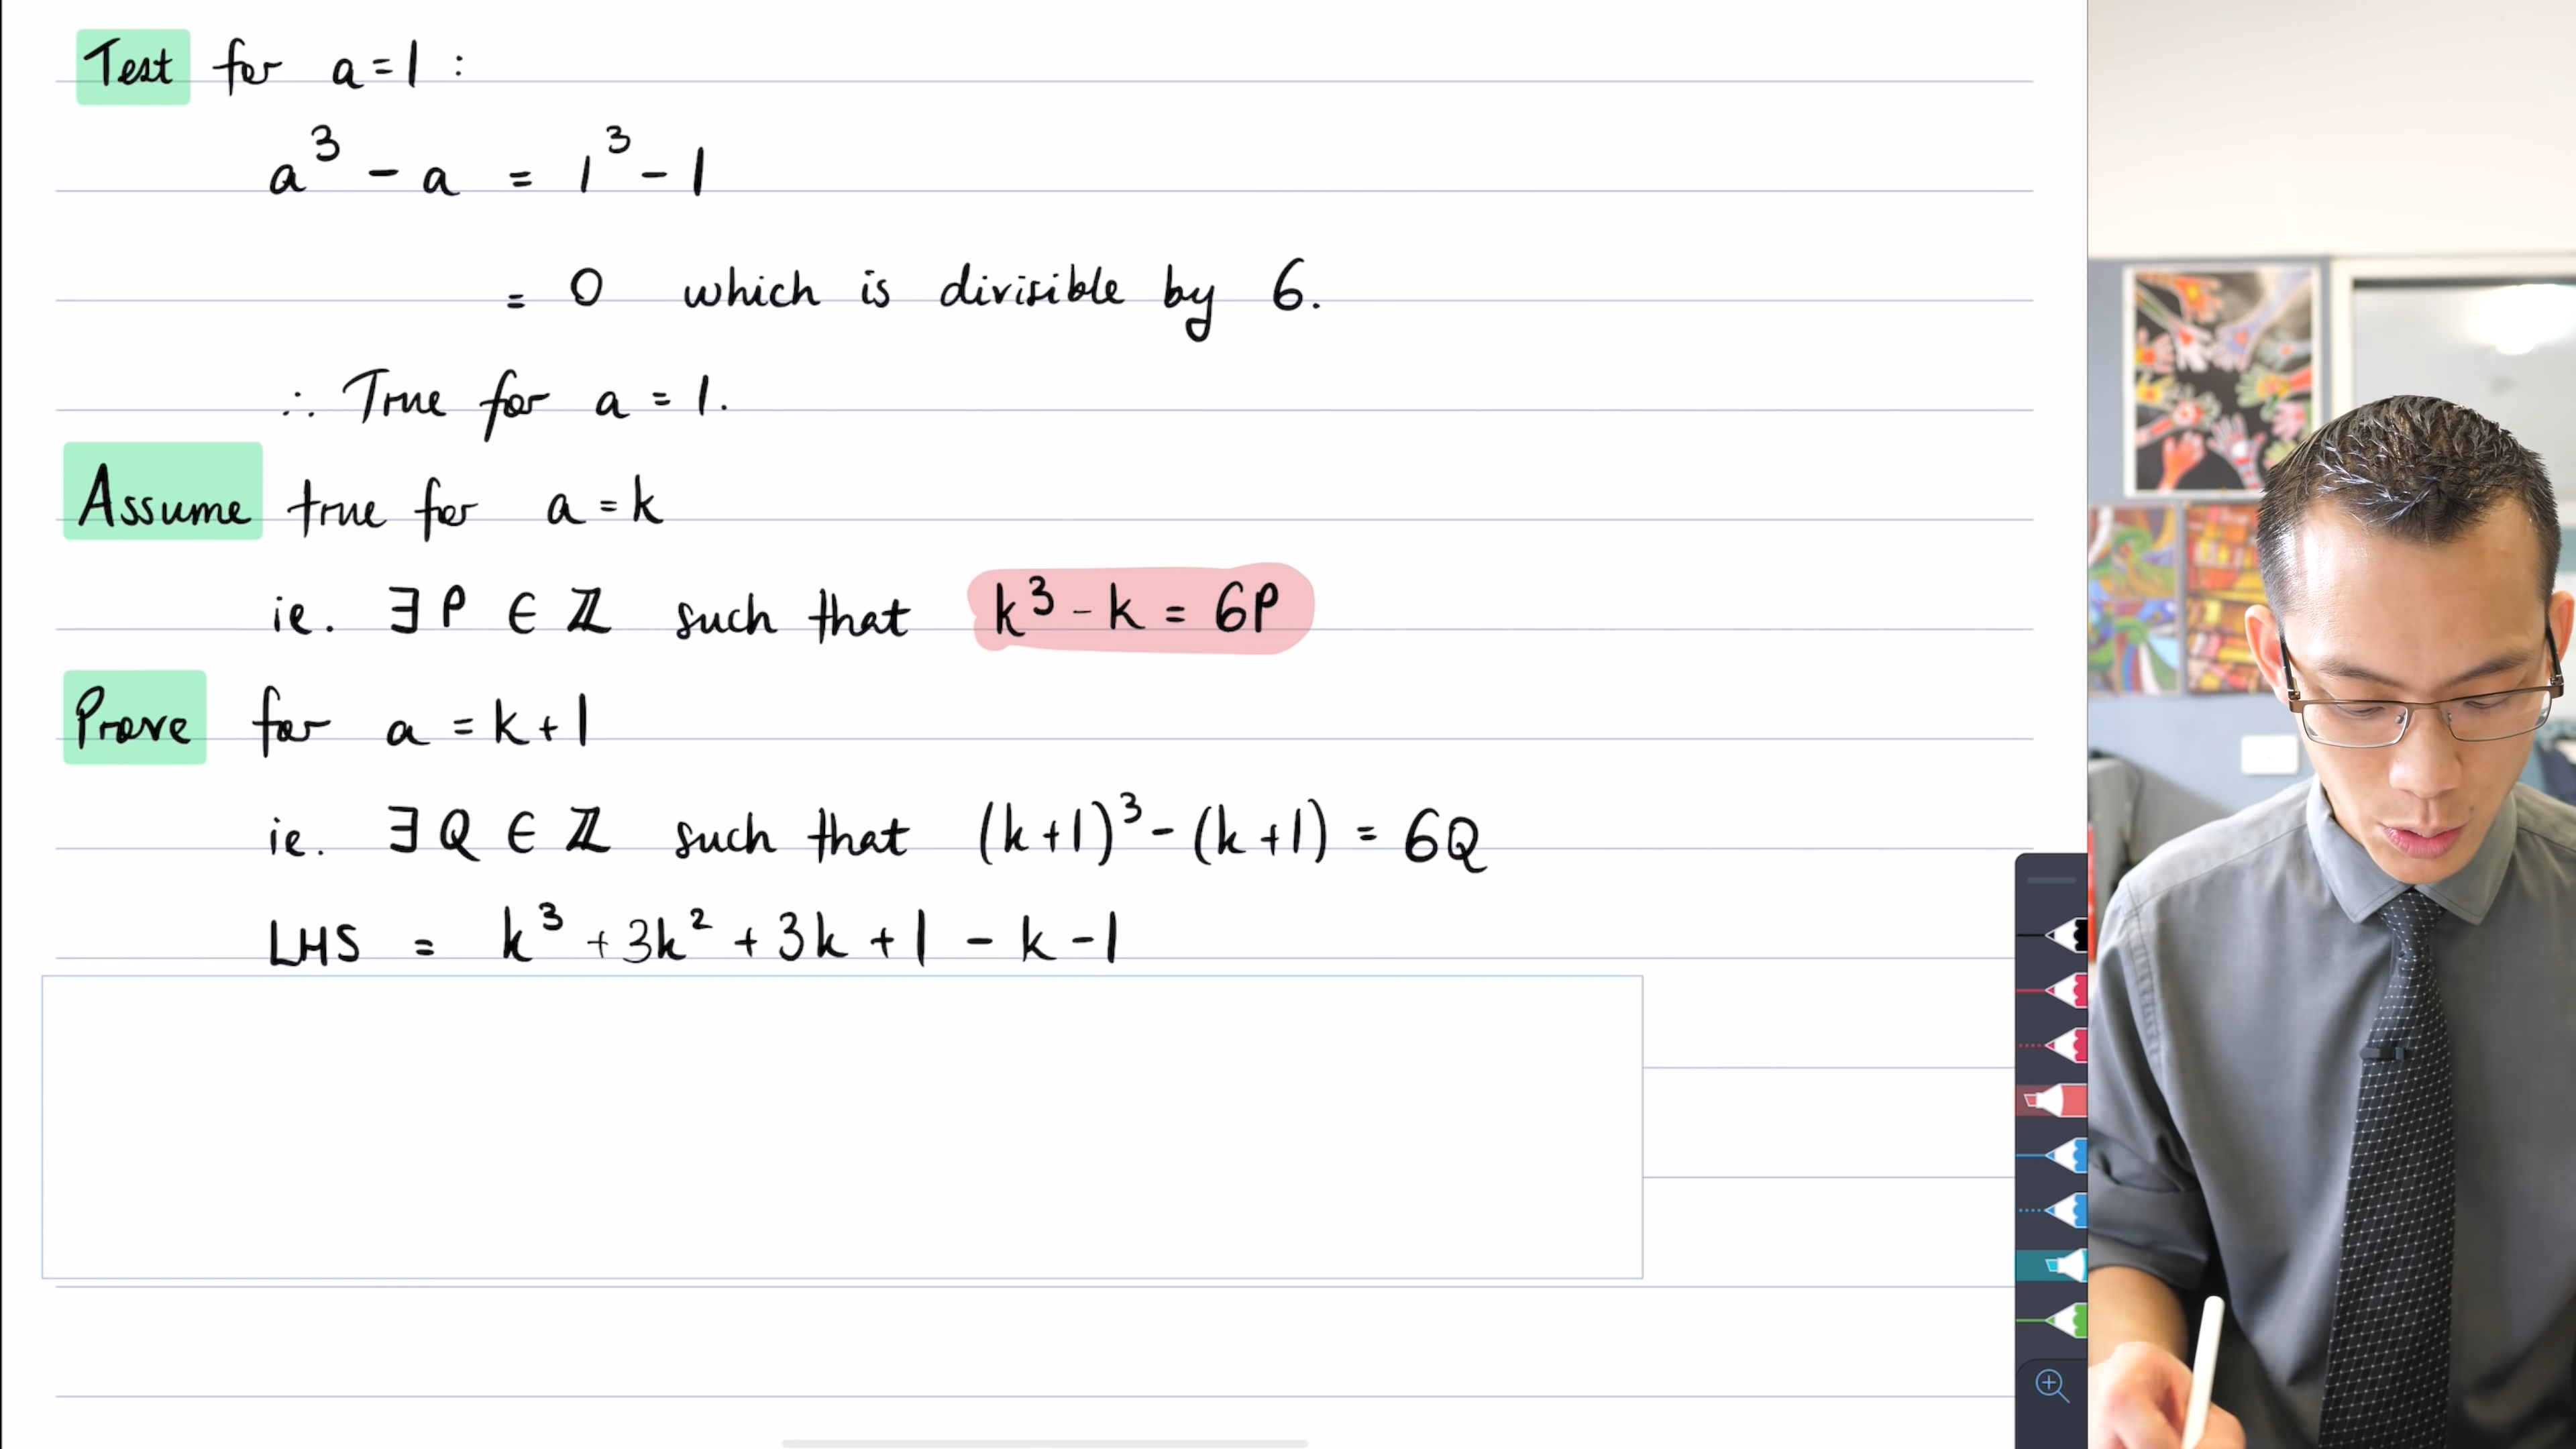 Test for a = 1 :
a³ - a = 1³ - 1
= 0 which is divisible by 6.
∴ True for a = 1.
Assume true for a = k
ie. ∃ P ∈ ℤ such that k³ - k = 6P
Prove for a = k + 1
ie. ∃ Q ∈ ℤ such that (k + 1)³ - (k + 1) = 6Q
LHS = k³ + 3k² + 3k + 1 - k - 1